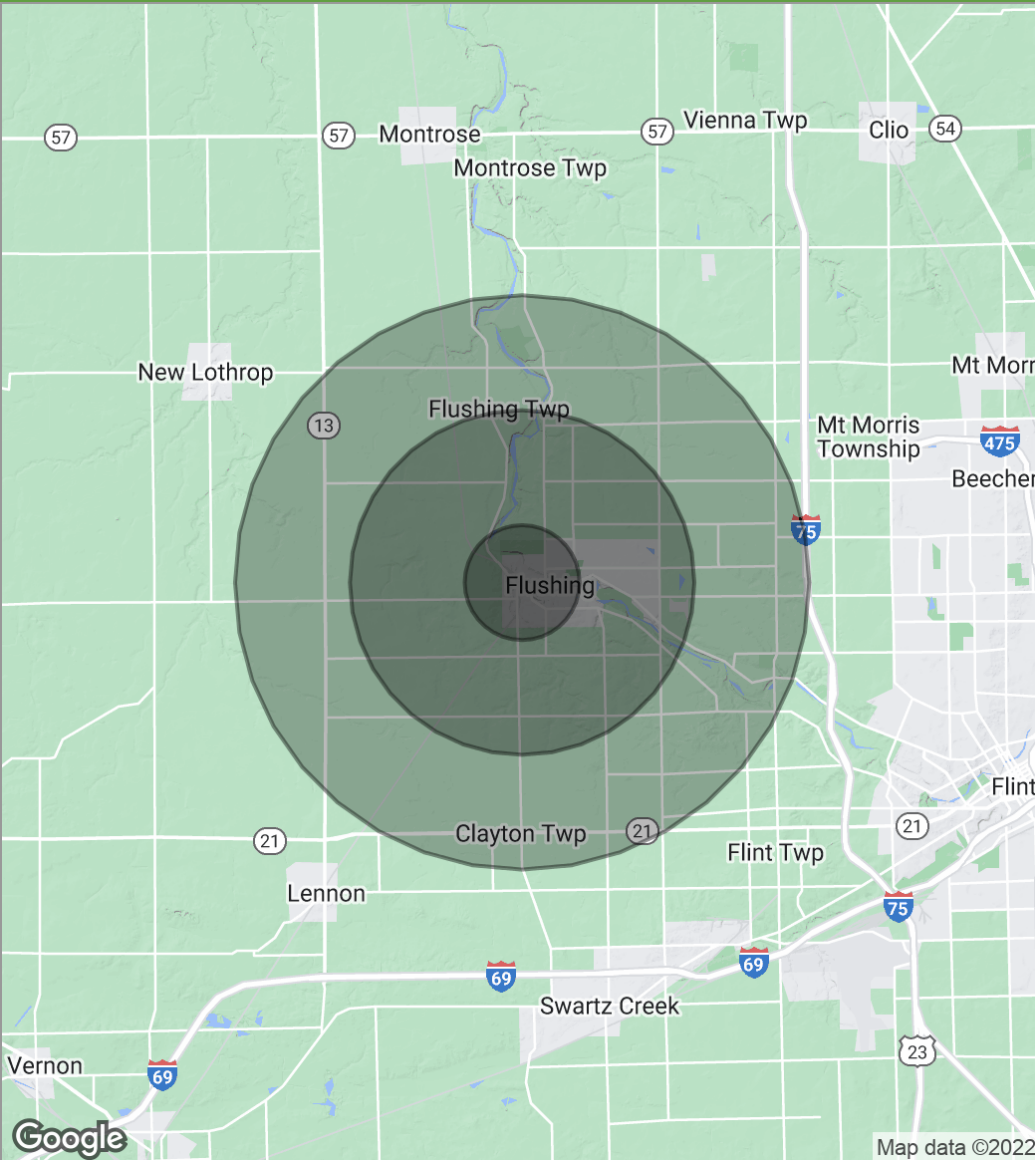 57
57
Montrose
57
Vienna Twp
Clio
54
Montrose Twp
New Lothrop
Mt Morr
Flushing Twp
13
Mt Morris
Township
475
Beecher
75
Flushing
Flint
21
Clayton Twp
21
21
Flint Twp
Lennon
75
69
69
Swartz Creek
23
Vernon
69
Google
Map data ©2022